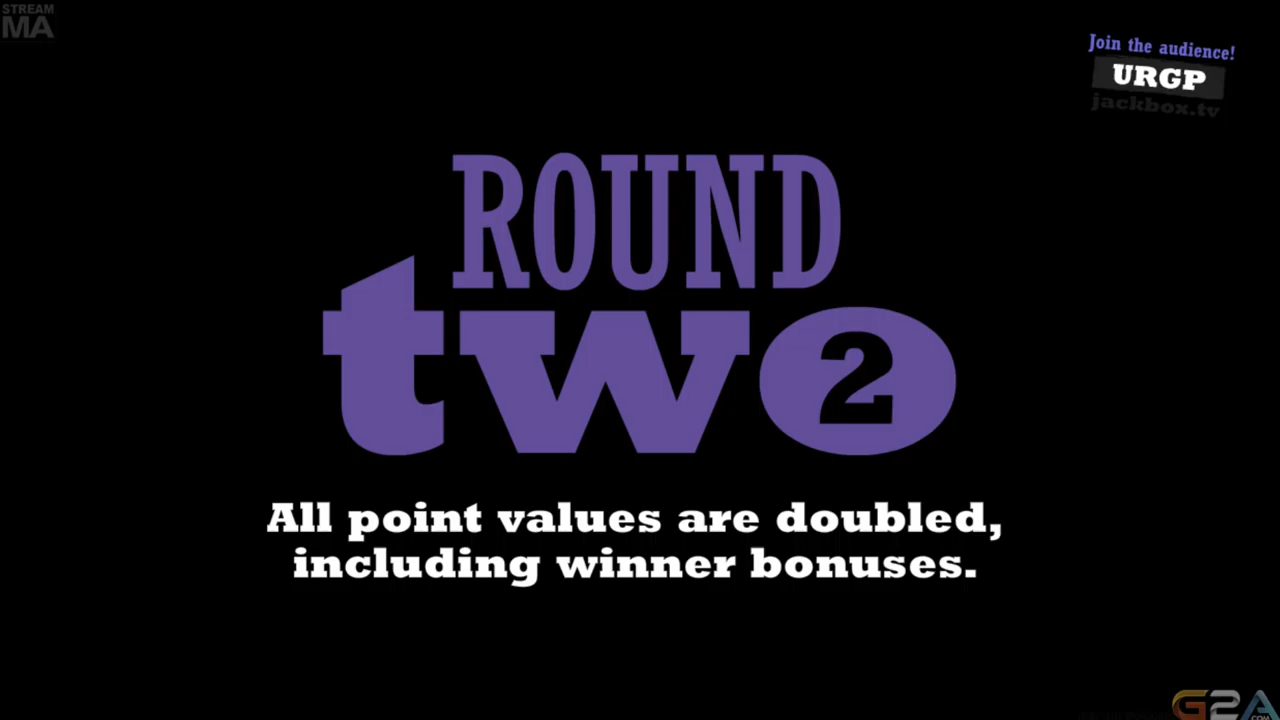 STREAM
MA
Join the audience!
URGP
jackbox.tv
ROUND
two
2
All point values are doubled,
including winner bonuses.
G2A
.COM